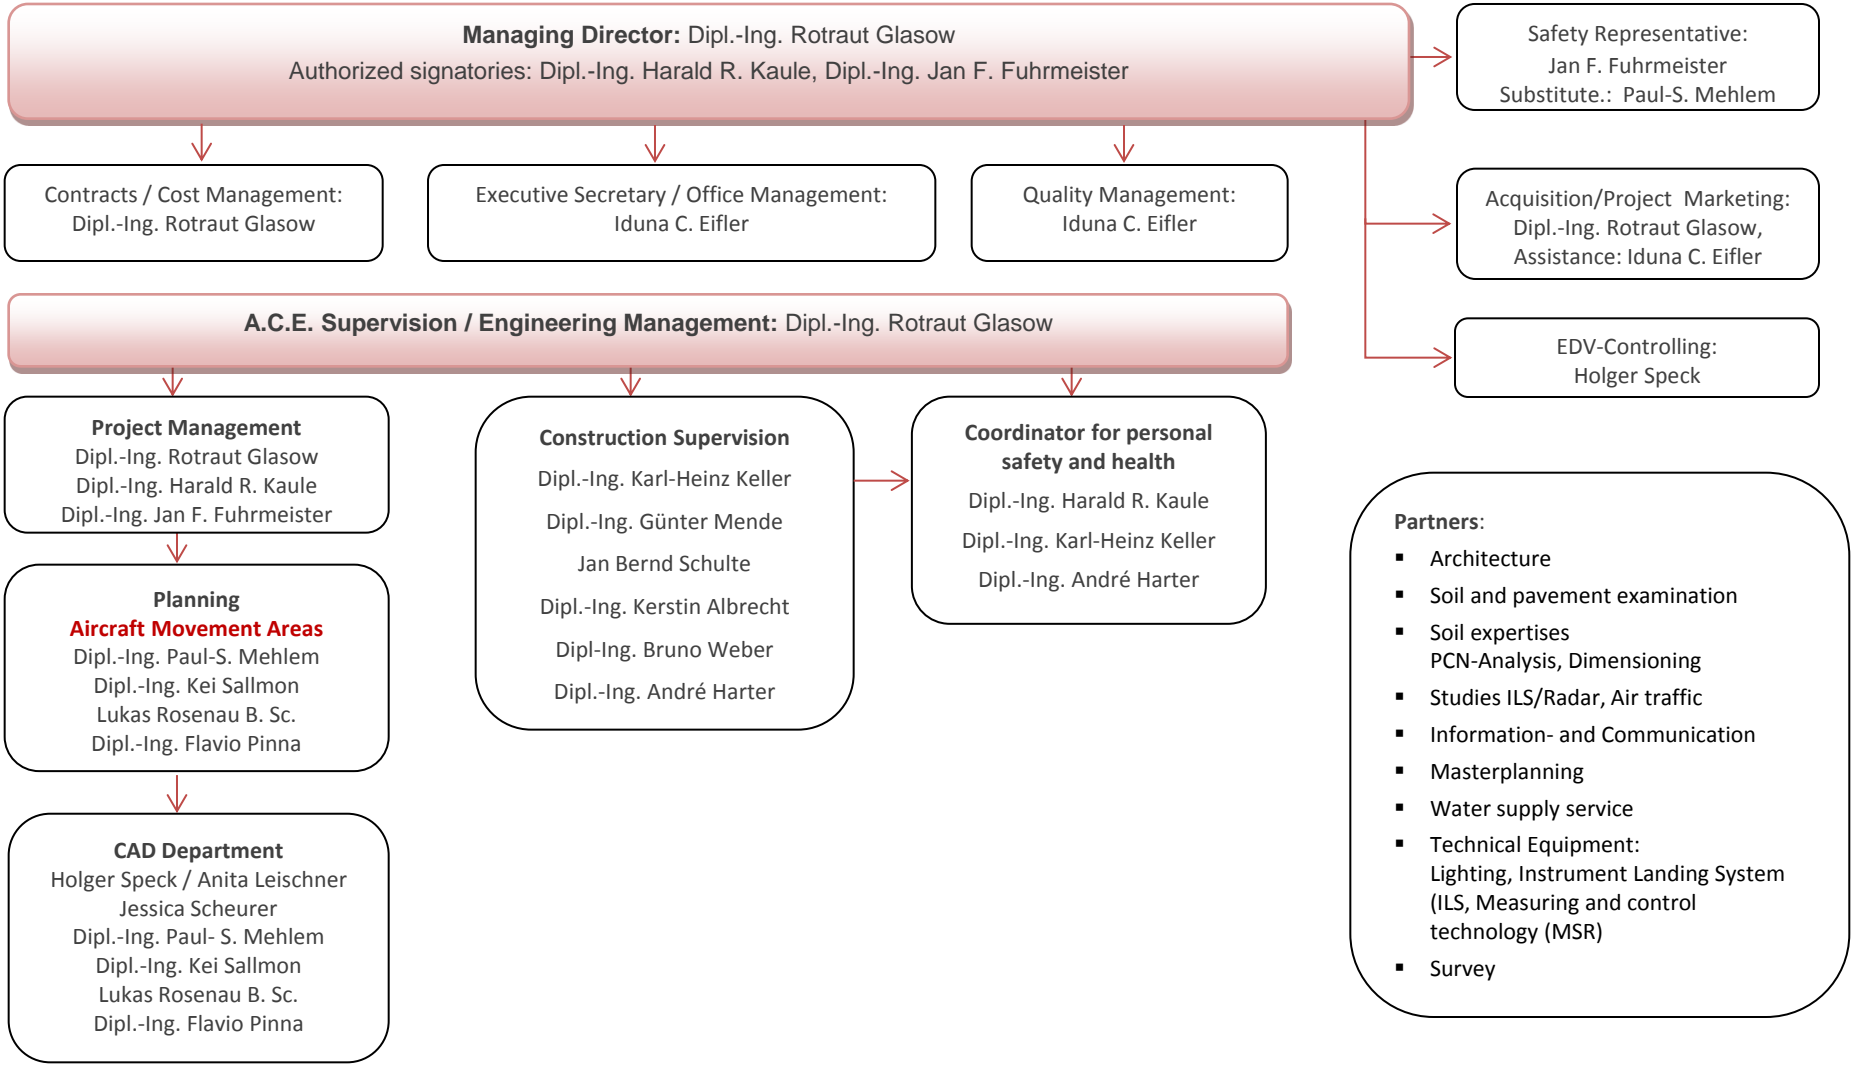 Managing Director: Dipl.-Ing. Rotraut Glasow
Authorized signatories: Dipl.-Ing. Harald R. Kaule, Dipl.-Ing. Jan F. Fuhrmeister
Safety Representative:
Jan F. Fuhrmeister
Substitute.: Paul-S. Mehlem
Contracts / Cost Management:
Dipl.-Ing. Rotraut Glasow
Executive Secretary / Office Management:
Iduna C. Eifler
Quality Management:
Iduna C. Eifler
Acquisition/Project Marketing:
Dipl.-Ing. Rotraut Glasow,
Assistance: Iduna C. Eifler
A.C.E. Supervision / Engineering Management: Dipl.-Ing. Rotraut Glasow
EDV-Controlling:
Holger Speck
Project Management
Dipl.-Ing. Rotraut Glasow
Dipl.-Ing. Harald R. Kaule
Dipl.-Ing. Jan F. Fuhrmeister
Planning
Aircraft Movement Areas
Dipl.-Ing. Paul-S. Mehlem
Dipl.-Ing. Kei Sallmon
Lukas Rosenau B. Sc.
Dipl.-Ing. Flavio Pinna
CAD Department
Holger Speck / Anita Leischner
Jessica Scheurer
Dipl.-Ing. Paul- S. Mehlem
Dipl.-Ing. Kei Sallmon
Lukas Rosenau B. Sc.
Dipl.-Ing. Flavio Pinna
Construction Supervision
Dipl.-Ing. Karl-Heinz Keller
Dipl.-Ing. Günter Mende
Jan Bernd Schulte
Dipl.-Ing. Kerstin Albrecht
Dipl-Ing. Bruno Weber
Dipl.-Ing. André Harter
Coordinator for personal
safety and health
Dipl.-Ing. Harald R. Kaule
Dipl.-Ing. Karl-Heinz Keller
Dipl.-Ing. André Harter
Partners:
▪ Architecture
▪ Soil and pavement examination
▪ Soil expertises
PCN-Analysis, Dimensioning
▪ Studies ILS/Radar, Air traffic
▪ Information- and Communication
▪ Masterplanning
▪ Water supply service
▪ Technical Equipment:
Lighting, Instrument Landing System
(ILS, Measuring and control
technology (MSR)
▪ Survey